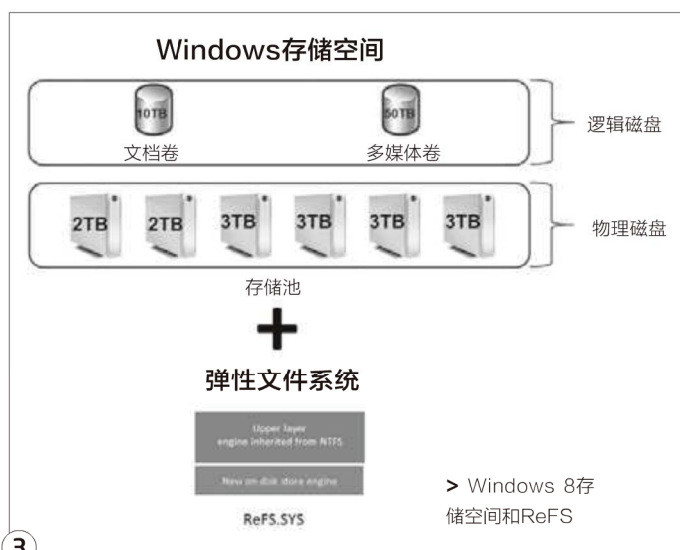 Windows存储空间
10TB
50TB
逻辑磁盘
文档卷
多媒体卷
2TB
2TB
3TB
3TB
3TB
3TB
物理磁盘
存储池
+
弹性文件系统
Upper layer
engine inherited from NTFS
New on-disk store engine
ReFS.SYS
> Windows 8存
储空间和ReFS
3